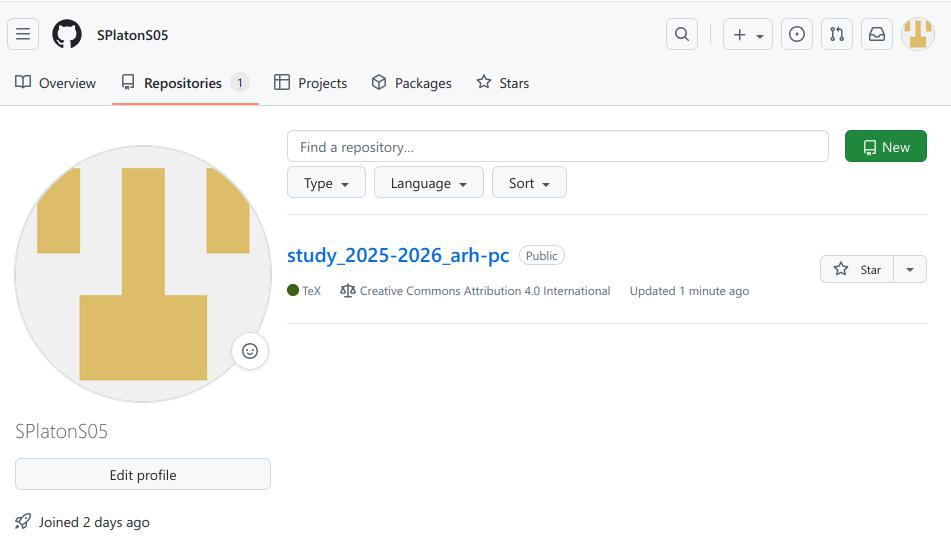 SPlatonS05
Overview Repositories 1 Projects Packages Stars
Find a repository... New
Type Language Sort
study_2025-2026_arh-pc Public
Star
TeX Creative Commons Attribution 4.0 International Updated 1 minute ago
SPlatonS05
Edit profile
Joined 2 days ago